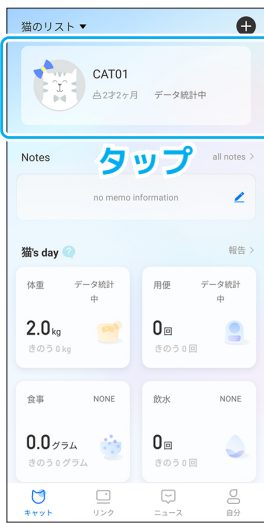 猫のリスト ▼
CAT01
2才2ヶ月 データ統計中
タップ
Notes all notes >
no memo information
猫's day ? 報告 >
体重 データ統計中
用便 データ統計中
2.0 kg
きのう 0 kg
0 回
きのう 0 回
食事 NONE
飲水 NONE
0.0 グラム
きのう 0 グラム
0 回
きのう 0 回
キャット リンク ニュース 自分